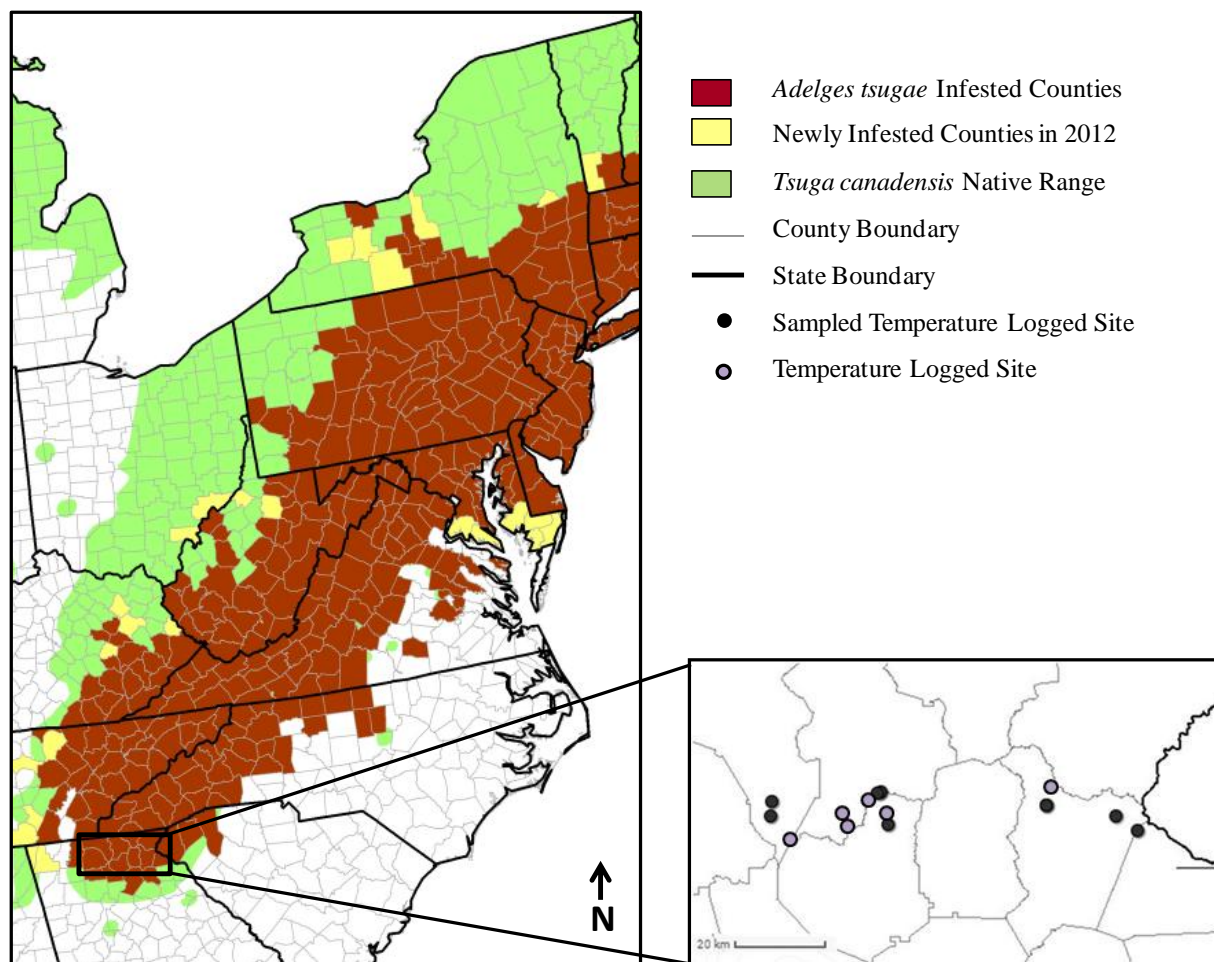 Adelges tsugae Infested Counties
Newly Infested Counties in 2012
Tsuga canadensis Native Range
County Boundary
State Boundary
Sampled Temperature Logged Site
Temperature Logged Site
N
20 km